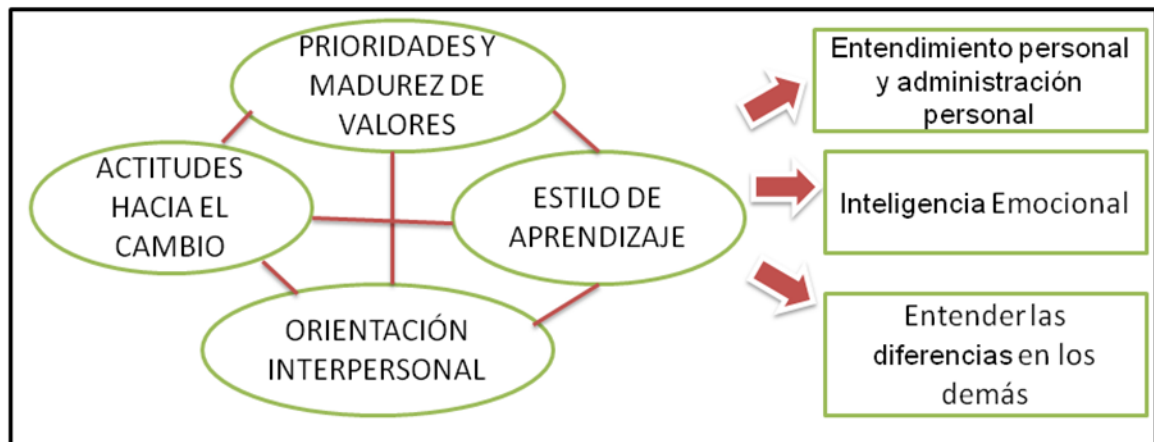 PRIORIDADES Y
MADUREZ DE
VALORES
ACTITUDES
HACIA EL
CAMBIO
ESTILO DE
APRENDIZAJE
ORIENTACIÓN
INTERPERSONAL
Entendimiento personal
y administración
personal
Inteligencia Emocional
Entender las
diferencias en los
demás